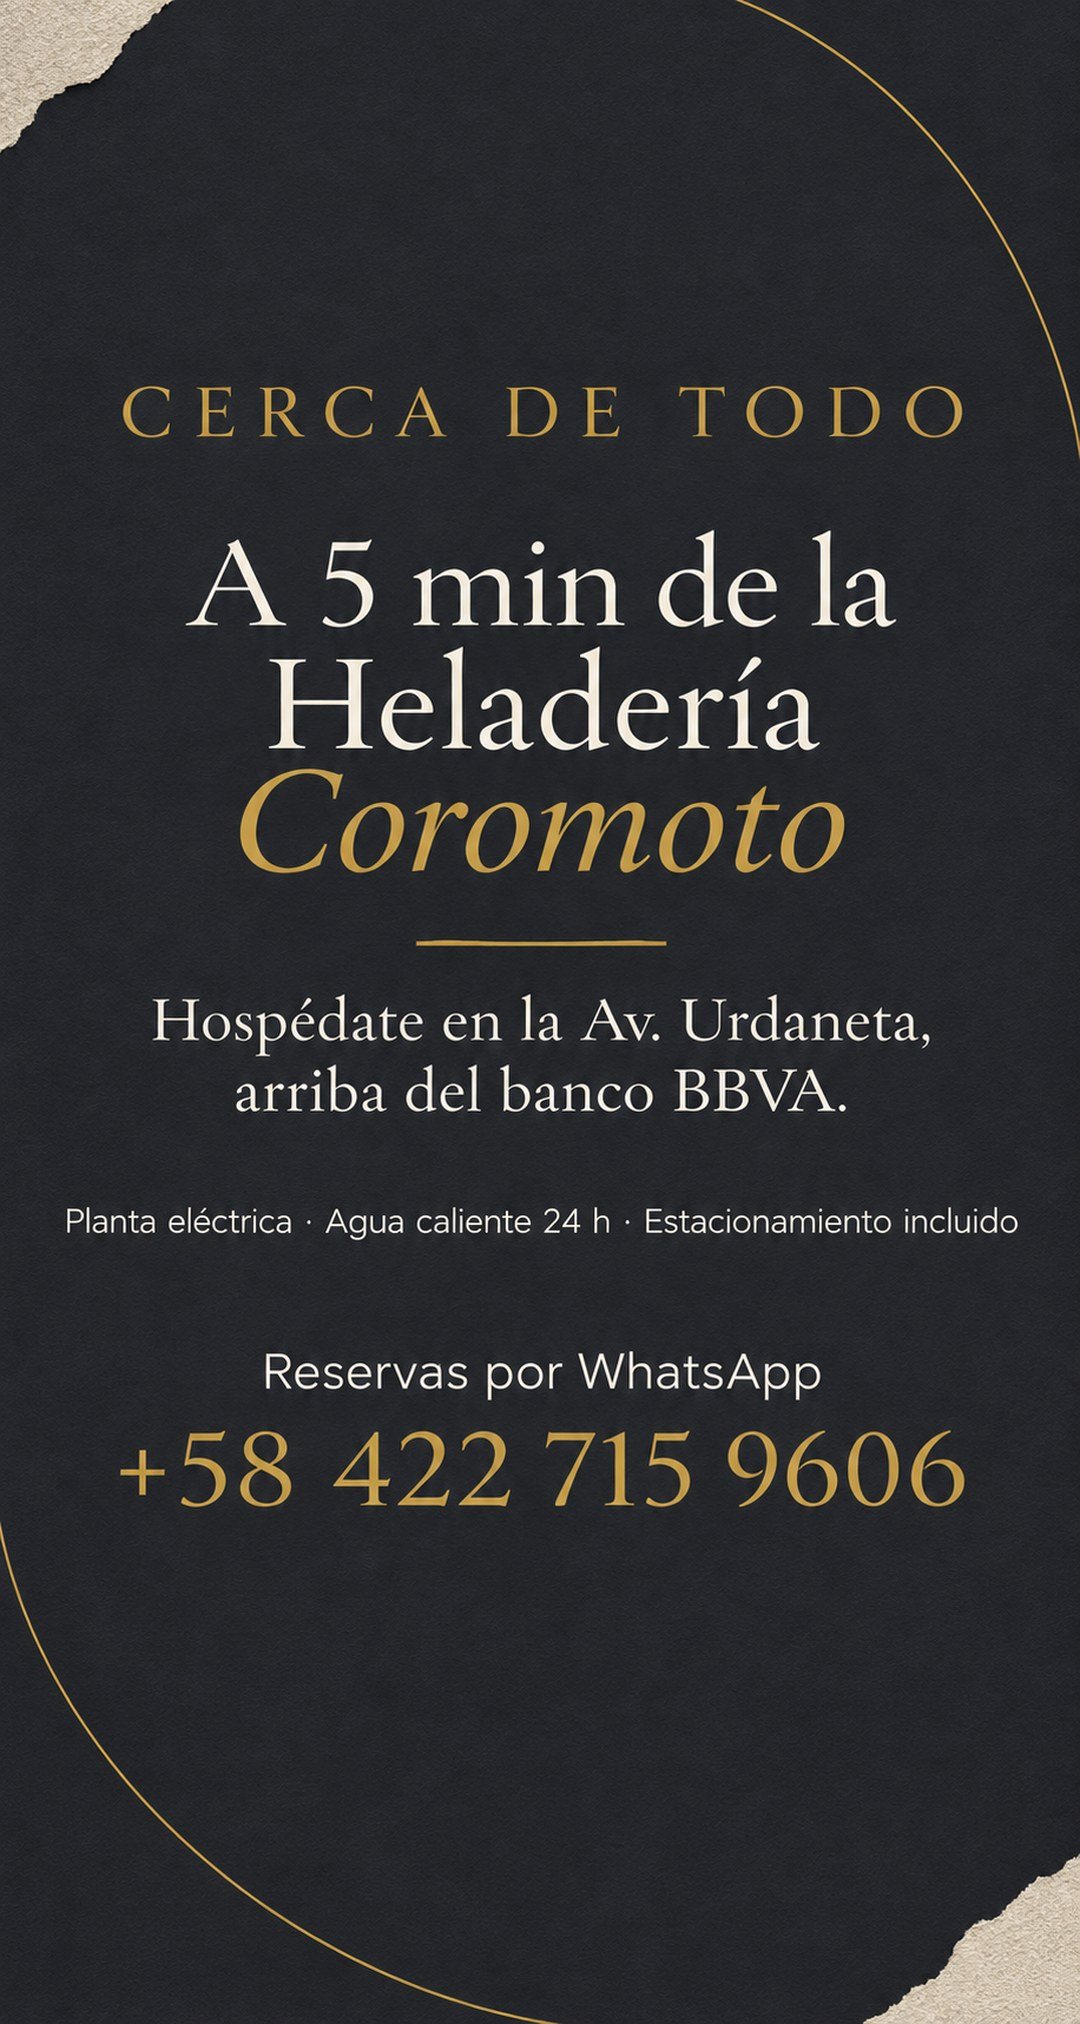 CERCA DE TODO
A 5 min de la
Heladería
Coromoto
Hospédate en la Av. Urdaneta,
arriba del banco BBVA.
Planta eléctrica · Agua caliente 24 h · Estacionamiento incluido
Reservas por WhatsApp
+58 422 715 9606